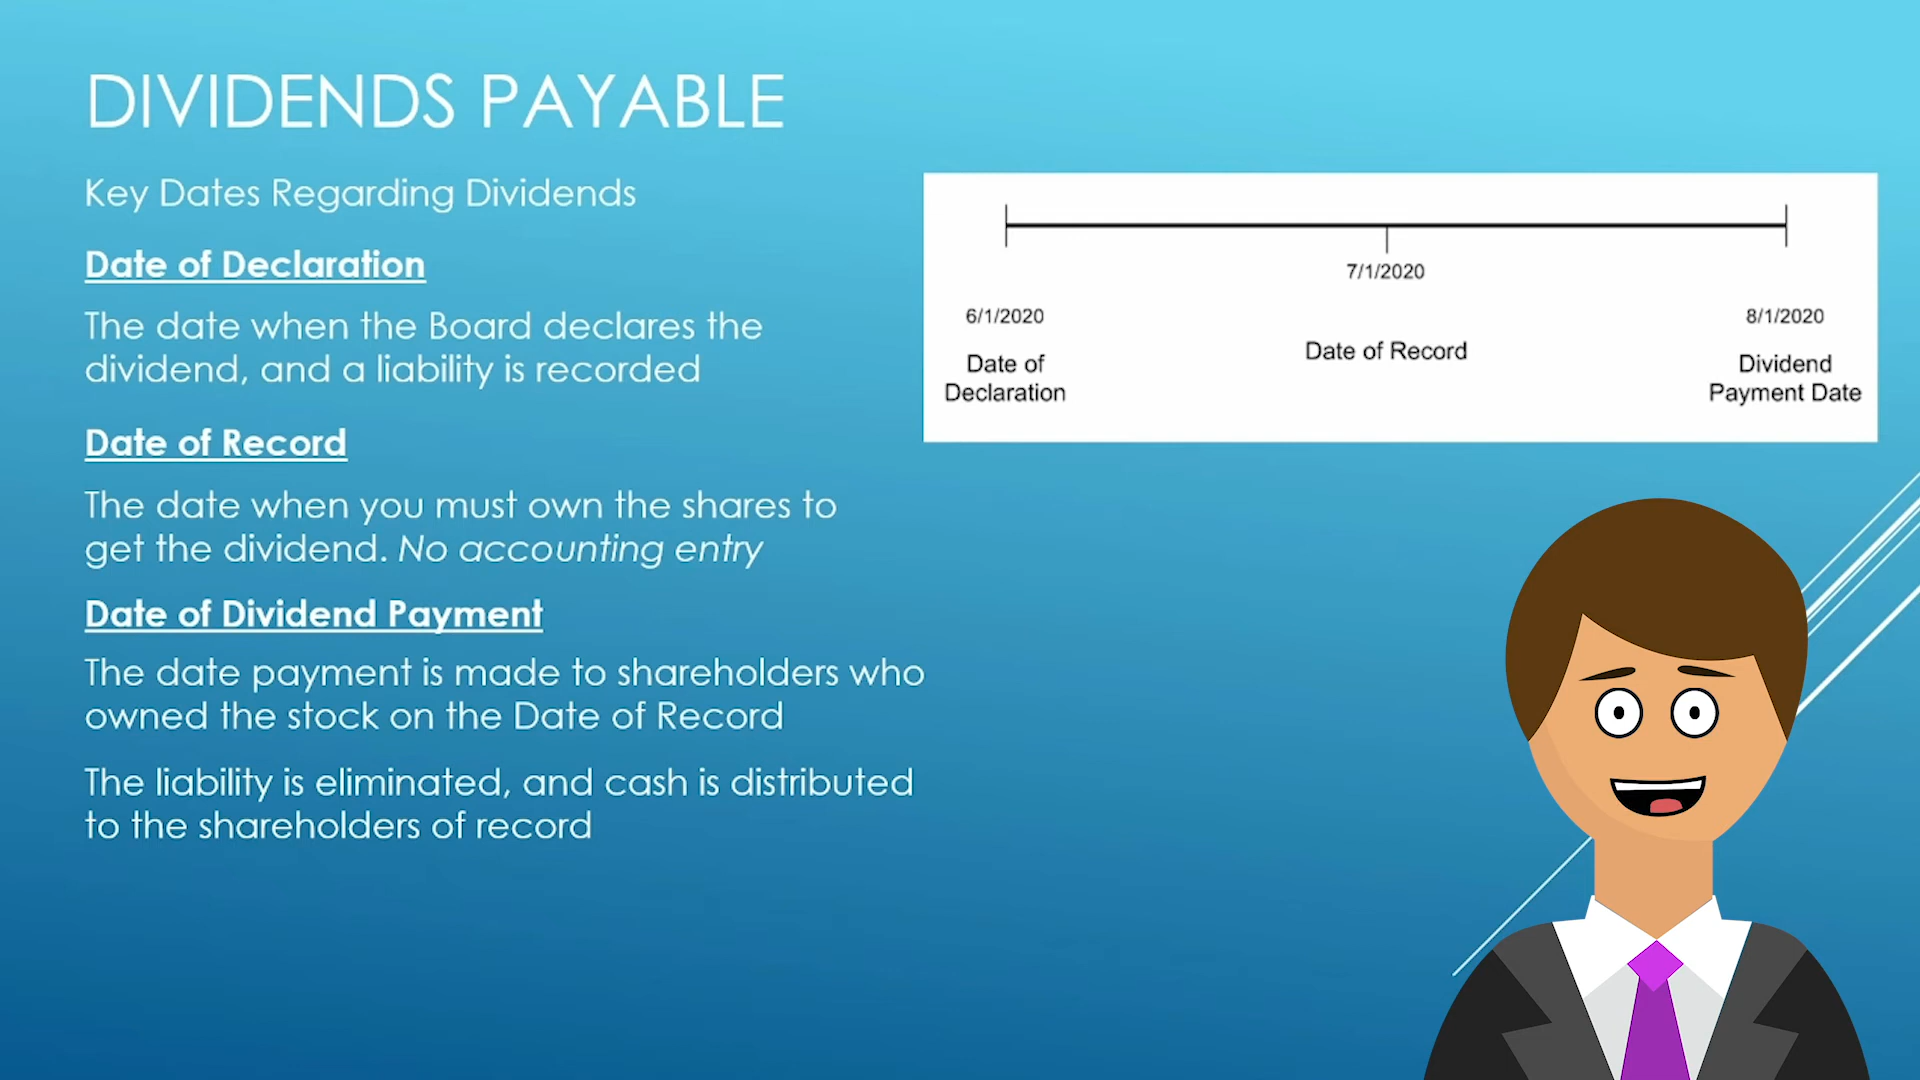 DIVIDENDS PAYABLE
Key Dates Regarding Dividends
Date of Declaration
The date when the Board declares the
dividend, and a liability is recorded
Date of Record
The date when you must own the shares to
get the dividend. No accounting entry
Date of Dividend Payment
The date payment is made to shareholders who
owned the stock on the Date of Record
The liability is eliminated, and cash is distributed
to the shareholders of record
6/1/2020
Date of
Declaration
7/1/2020
Date of Record
8/1/2020
Dividend
Payment Date